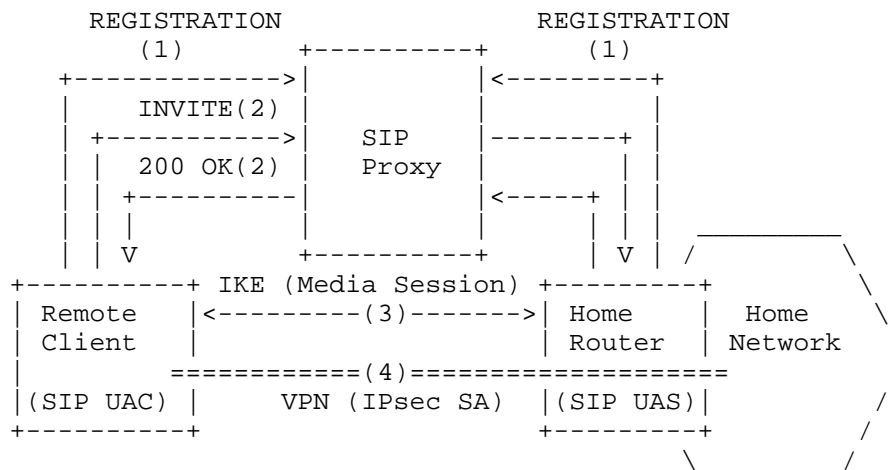 REGISTRATION REGISTRATION
(1) (1)
INVITE(2)
SIP
200 OK(2) Proxy
IKE (Media Session)
Remote (3) Home Home
Client Router Network
(4)
(SIP UAC) VPN (IPsec SA) (SIP UAS)